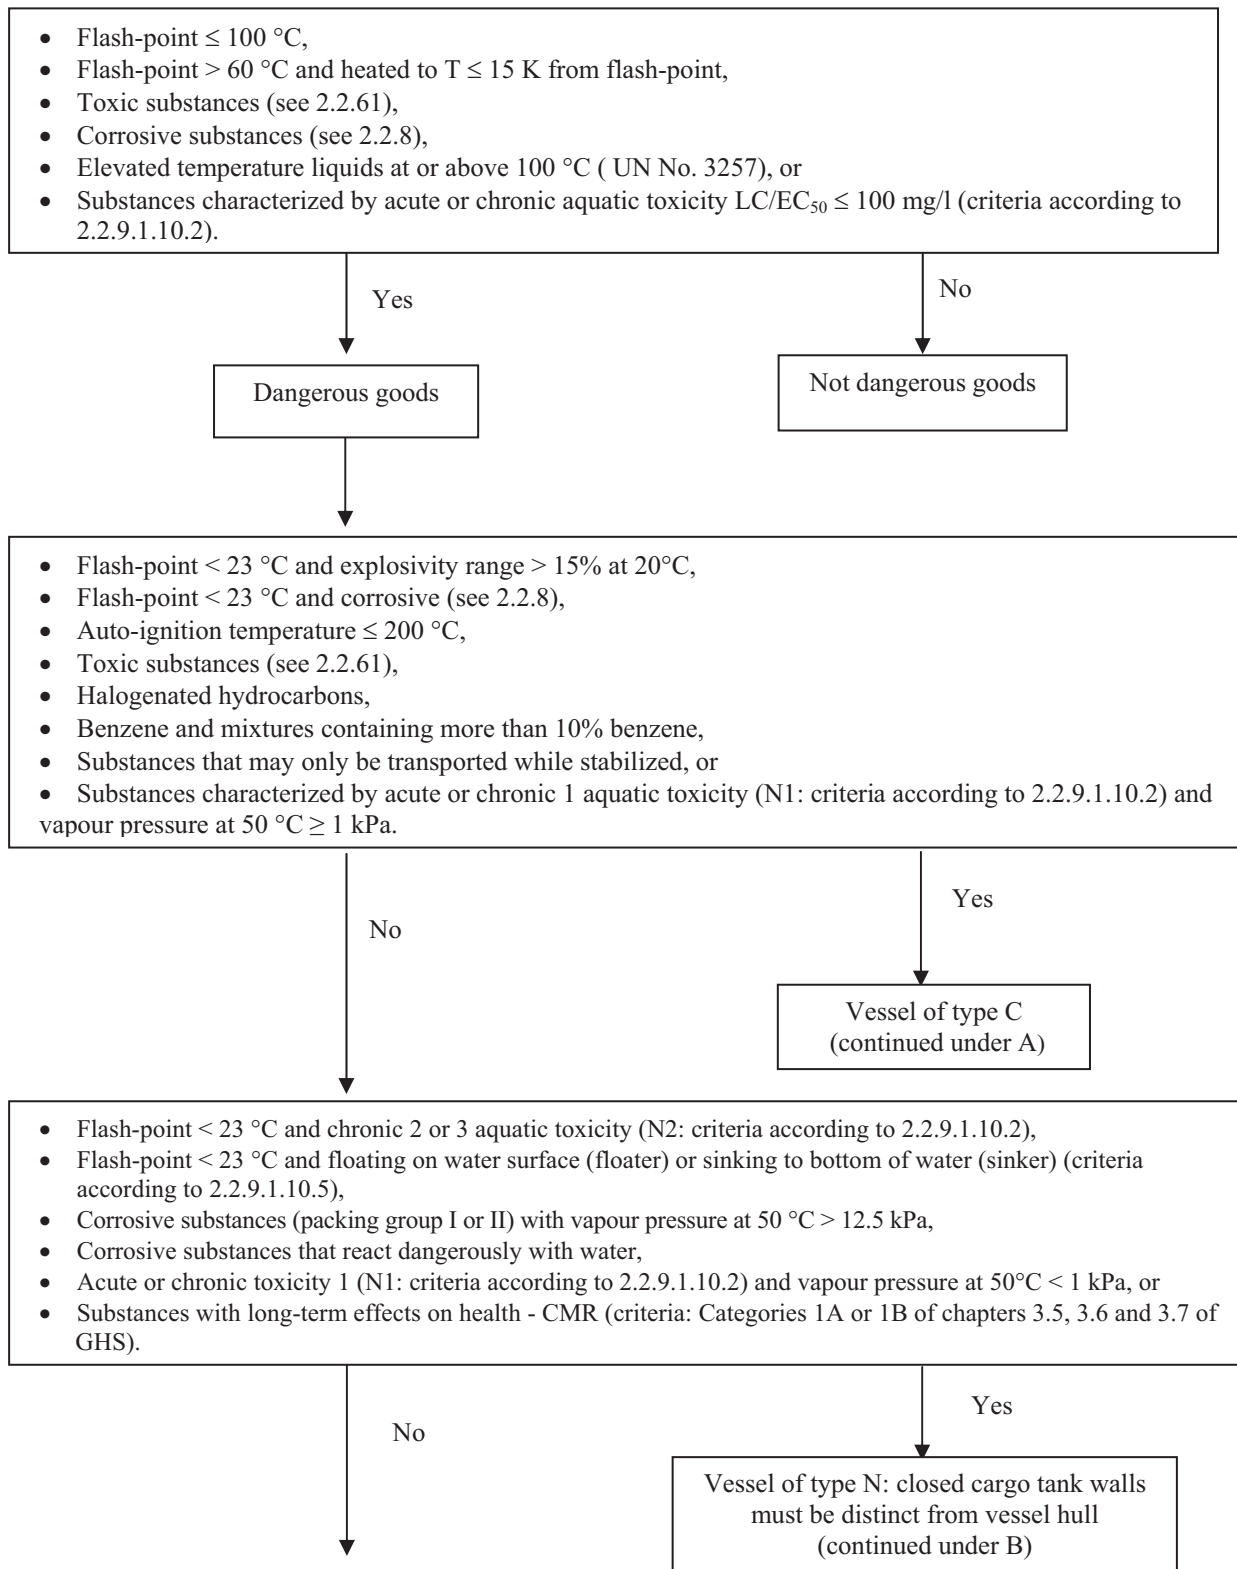 • Flash-point ≤ 100 °C,
• Flash-point > 60 °C and heated to T ≤ 15 K from flash-point,
• Toxic substances (see 2.2.61),
• Corrosive substances (see 2.2.8),
• Elevated temperature liquids at or above 100 °C ( UN No. 3257), or
• Substances characterized by acute or chronic aquatic toxicity LC/EC50 ≤ 100 mg/l (criteria according to
2.2.9.1.10.2).
Yes
No
Dangerous goods
Not dangerous goods
• Flash-point < 23 °C and explosivity range > 15% at 20°C,
• Flash-point < 23 °C and corrosive (see 2.2.8),
• Auto-ignition temperature ≤ 200 °C,
• Toxic substances (see 2.2.61),
• Halogenated hydrocarbons,
• Benzene and mixtures containing more than 10% benzene,
• Substances that may only be transported while stabilized, or
• Substances characterized by acute or chronic 1 aquatic toxicity (N1: criteria according to 2.2.9.1.10.2) and
vapour pressure at 50 °C ≥ 1 kPa.
No
Yes
Vessel of type C
(continued under A)
• Flash-point < 23 °C and chronic 2 or 3 aquatic toxicity (N2: criteria according to 2.2.9.1.10.2),
• Flash-point < 23 °C and floating on water surface (floater) or sinking to bottom of water (sinker) (criteria
according to 2.2.9.1.10.5),
• Corrosive substances (packing group I or II) with vapour pressure at 50 °C > 12.5 kPa,
• Corrosive substances that react dangerously with water,
• Acute or chronic toxicity 1 (N1: criteria according to 2.2.9.1.10.2) and vapour pressure at 50°C < 1 kPa, or
• Substances with long-term effects on health - CMR (criteria: Categories 1A or 1B of chapters 3.5, 3.6 and 3.7 of
GHS).
No
Yes
Vessel of type N: closed cargo tank walls
must be distinct from vessel hull
(continued under B)